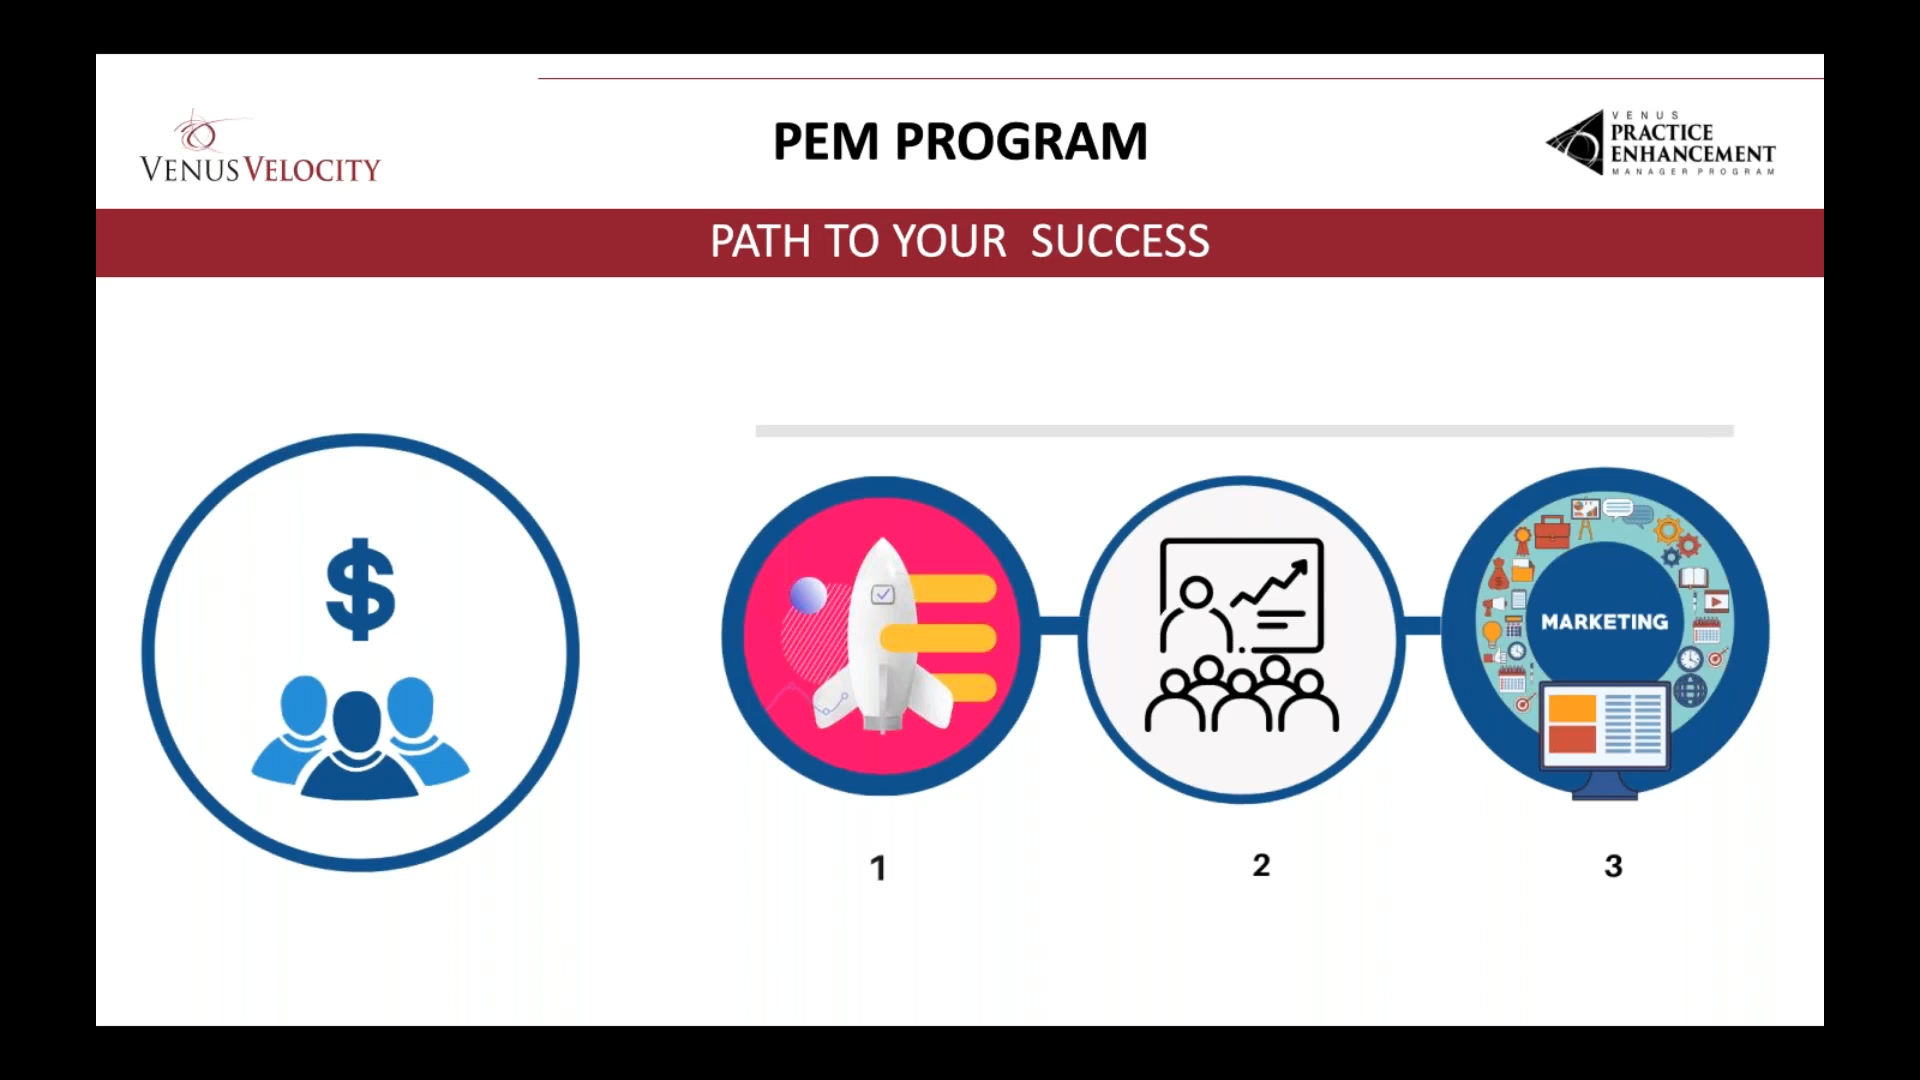 PEM PROGRAM
VENUS VELOCITY
VENUS
PRACTICE
ENHANCEMENT
MANAGER PROGRAM
PATH TO YOUR  SUCCESS
$
MARKETING
1
2
3